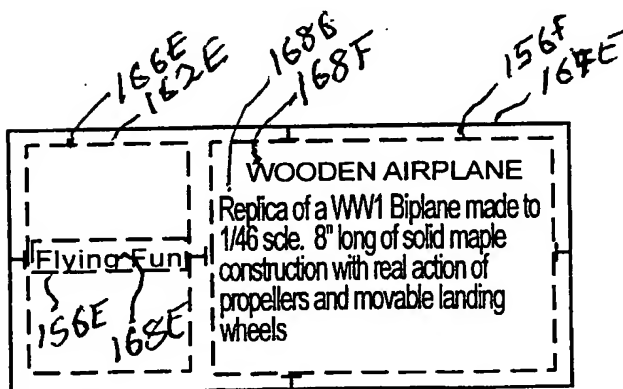 166E 168G 156F
162E 168F 164E
WOODEN AIRPLANE
Replica of a WW1 Biplane made to
1/46 scle. 8" long of solid maple
construction with real action of
propellers and movable landing
wheels
Flying Fun
156E 168E